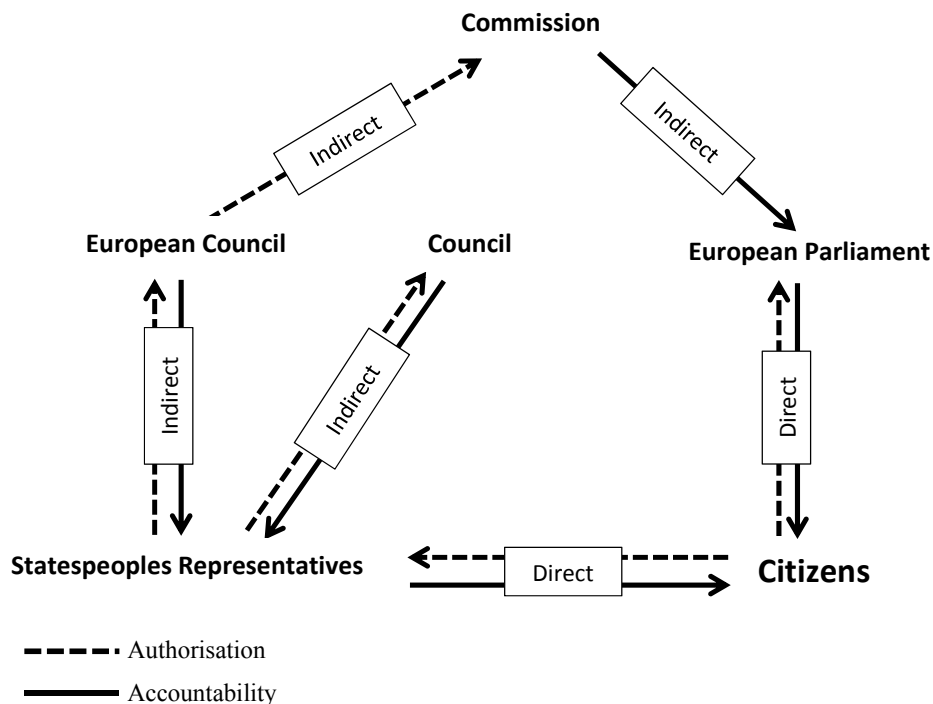 Commission
Indirect
Indirect
European Council
Council
European Parliament
Indirect
Indirect
Direct
Statespeoples Representatives
Direct
Citizens
Authorisation
Accountability